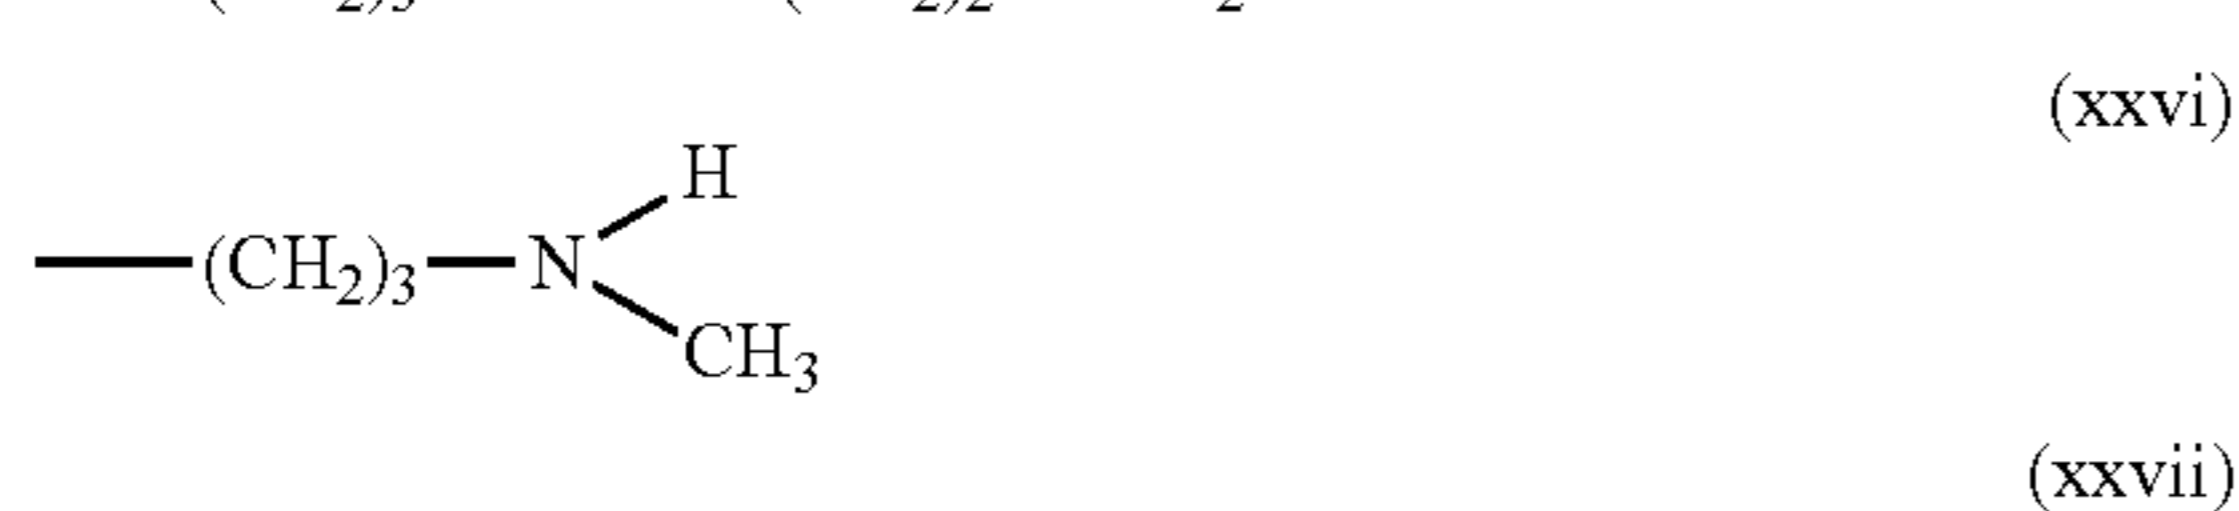 (xxvi)
H
—(CH₂)₃—N
CH₃
(xxvii)